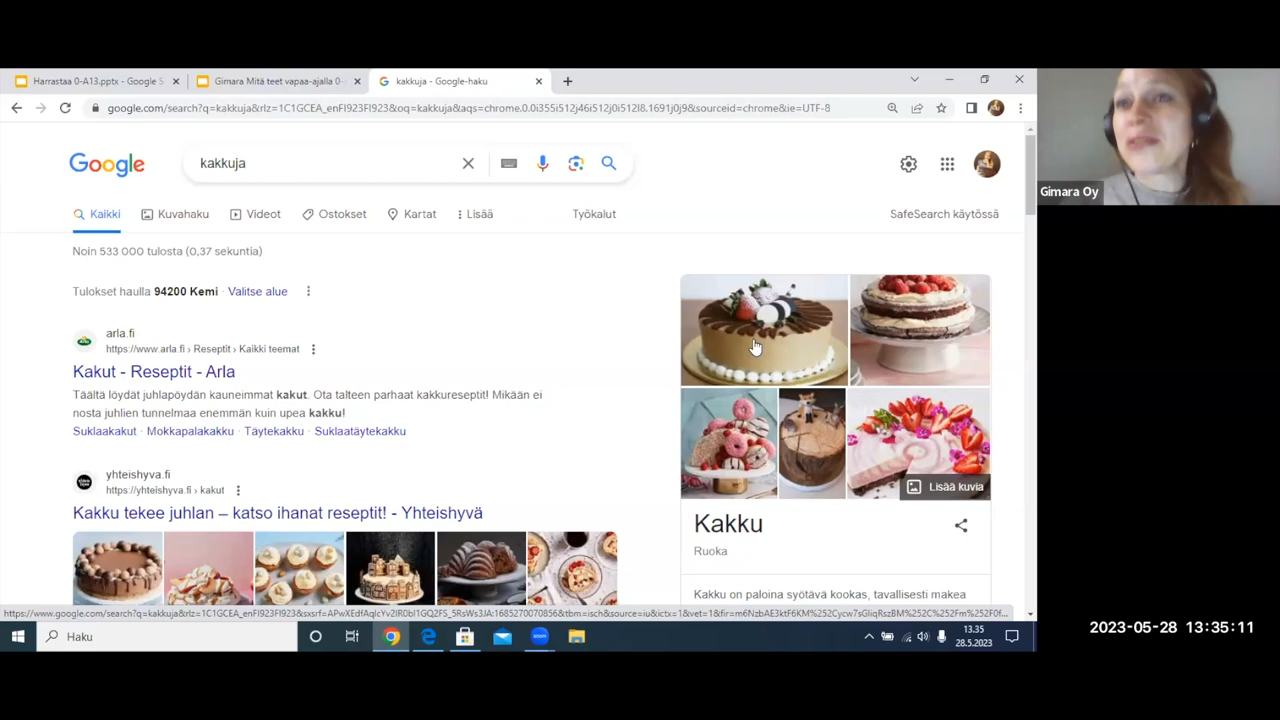 Harrastaa 0-A13.pptx - Google S
Gimara Mitä teet vapaa-ajalla 0-
kakkuja - Google-haku
google.com/search?q=kakkuja&rlz=1C1GCEA_enFI923FI923&oq=kakkuja&aqs=chrome.0.0i355i512j46i512j0i512l8.1691j0j9&sourceid=chrome&ie=UTF-8
Google
kakkuja
Gimara Oy
Kaikki
Kuvahaku
Videot
Ostokset
Kartat
Lisää
Työkalut
SafeSearch käytössä
Noin 533 000 tulosta (0,37 sekuntia)
Tulokset haulla 94200 Kemi · Valitse alue
arla.fi
https://www.arla.fi › Reseptit › Kaikki teemat
Kakut - Reseptit - Arla
Täältä löydät juhlapöydän kauneimmat kakut. Ota talteen parhaat kakkureseptit! Mikään ei
nosta juhlien tunnelmaa enemmän kuin upea kakku!
Suklaakakut · Mokkapalakakku · Täytekakku · Suklaatäytekakku
yhteishyva.fi
https://yhteishyva.fi › kakut
Kakku tekee juhlan – katso ihanat reseptit! - Yhteishyvä
Lisää kuvia
Kakku
Ruoka
Kakku on paloina syötävä kookas, tavallisesti makea
Haku
13.35
28.5.2023
2023-05-28 13:35:11